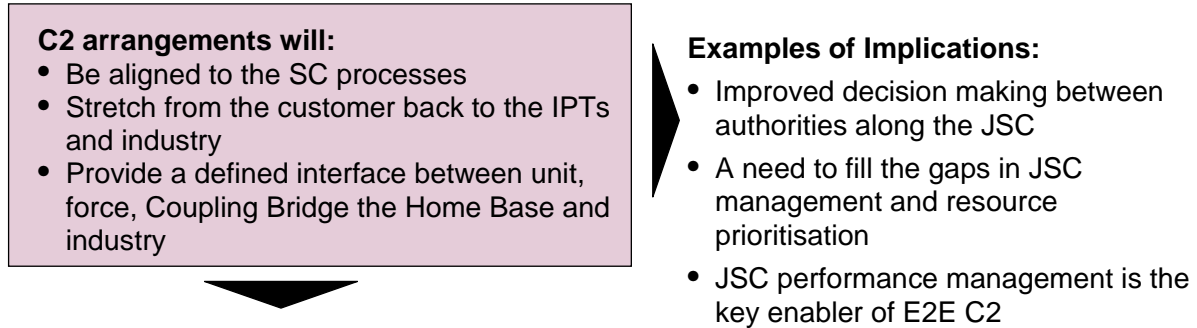 C2 arrangements will:
• Be aligned to the SC processes
• Stretch from the customer back to the IPTs
and industry
• Provide a defined interface between unit,
force, Coupling Bridge the Home Base and
industry
Examples of Implications:
• Improved decision making between
authorities along the JSC
• A need to fill the gaps in JSC
management and resource
prioritisation
• JSC performance management is the
key enabler of E2E C2